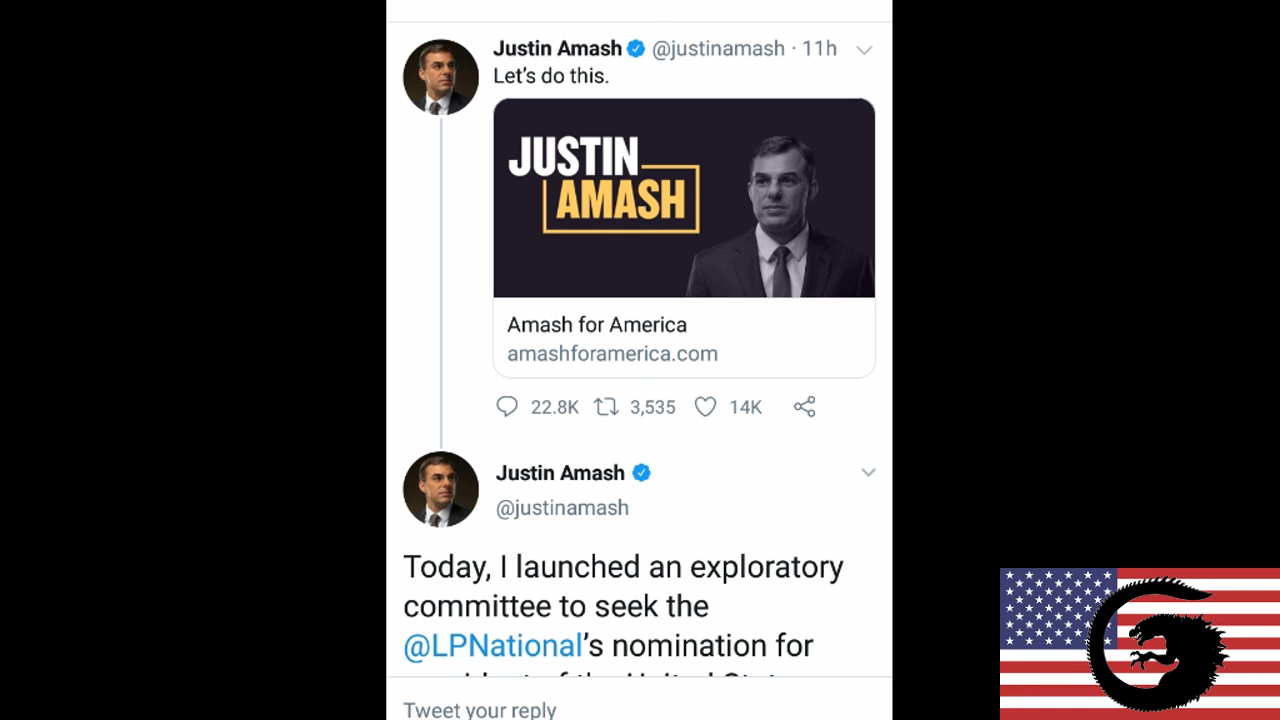 Justin Amash @justinamash · 11h
Let's do this.
JUSTIN
AMASH
Amash for America
amashforamerica.com
22.8K 3,535 14K
Justin Amash
@justinamash
Today, I launched an exploratory
committee to seek the
@LPNational's nomination for
Tweet your reply